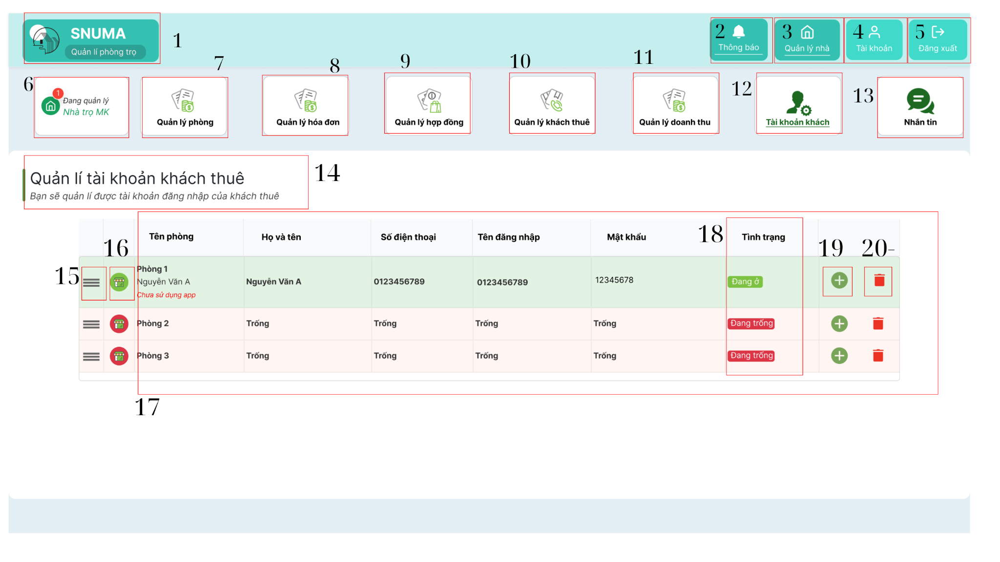 SNUMA
Quản lí phòng trọ
1
2
Thông báo
3
Quản lý nhà
4
Tài khoản
5
Đăng xuất
6
1
Đang quản lý
Nhà trọ MK
7
Quản lý phòng
8
Quản lý hóa đơn
9
Quản lý hợp đồng
10
Quản lý khách thuê
11
Quản lý doanh thu
12
Tài khoản khách
13
Nhắn tin
Quản lí tài khoản khách thuê
Bạn sẽ quản lí được tài khoản đăng nhập của khách thuê
14
16
Tên phòng
Họ và tên
Số điện thoại
Tên đăng nhập
Mật khẩu
18
Tình trạng
19
20-
15
Phòng 1
Nguyễn Văn A
Chưa sử dụng app
Nguyễn Văn A
0123456789
0123456789
12345678
Đang ở
Phòng 2
Trống
Trống
Trống
Trống
Đang trống
Phòng 3
Trống
Trống
Trống
Trống
Đang trống
17